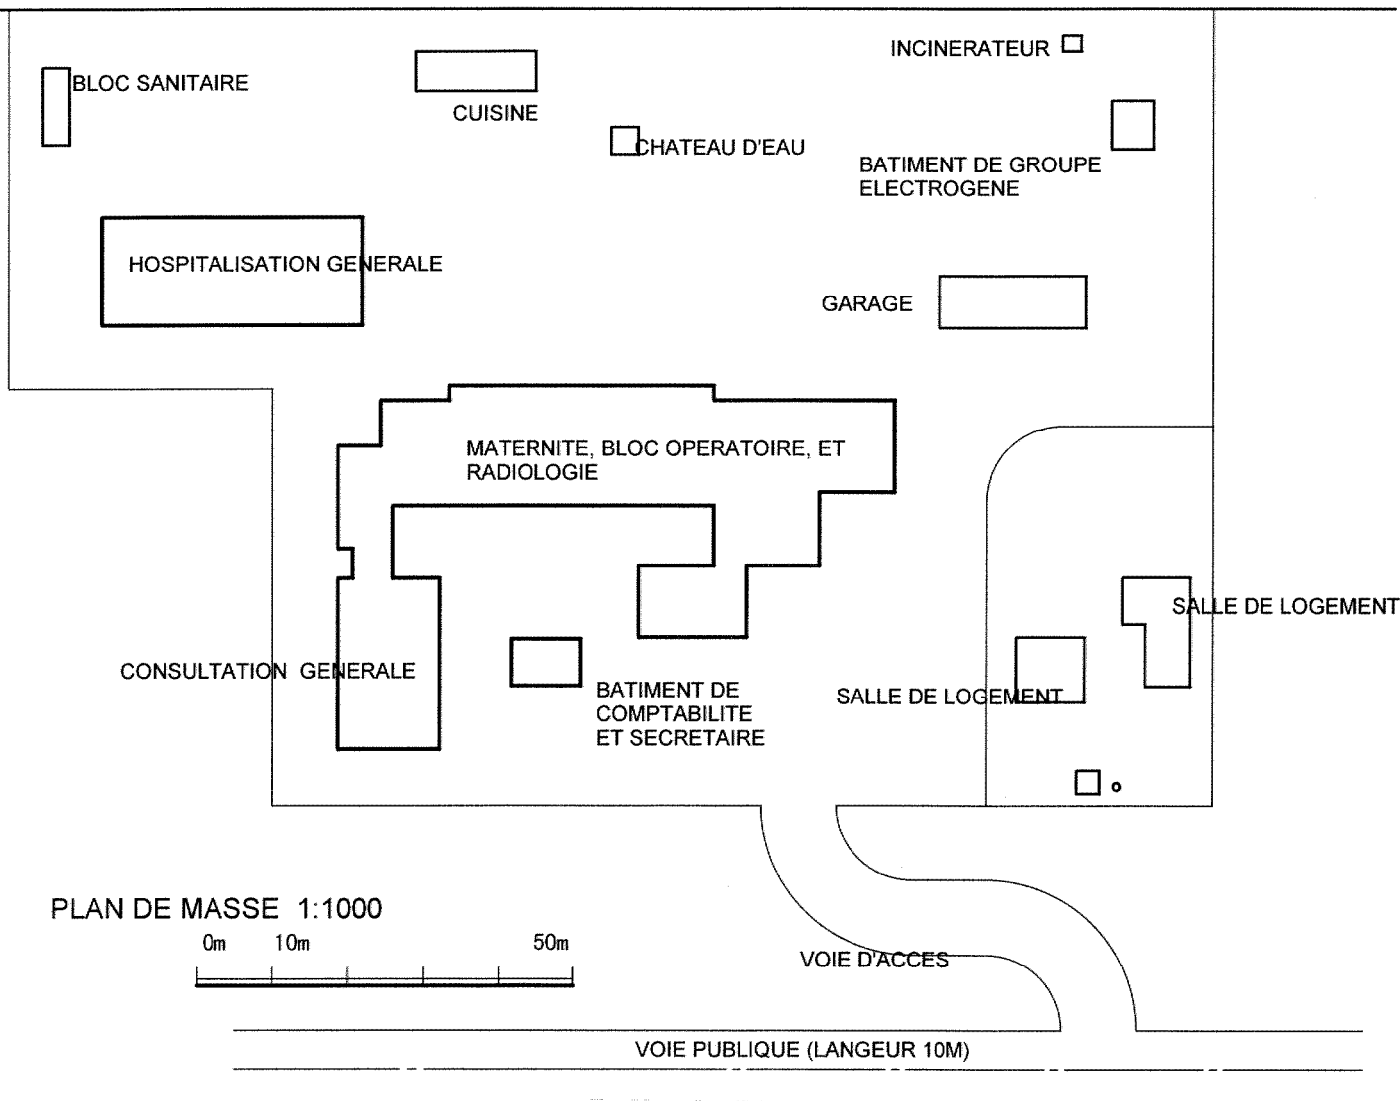 INCINERATEUR
BLOC SANITAIRE
CUISINE
CHATEAU D'EAU
BATIMENT DE GROUPE
ELECTROGENE
HOSPITALISATION GENERALE
GARAGE
MATERNITE, BLOC OPERATOIRE, ET
RADIOLOGIE
SALLE DE LOGEMENT
CONSULTATION GENERALE
BATIMENT DE
COMPTABILITE
ET SECRETAIRE
SALLE DE LOGEMENT
PLAN DE MASSE 1:1000
0m 10m 50m
VOIE D'ACCES
VOIE PUBLIQUE (LANGEUR 10M)